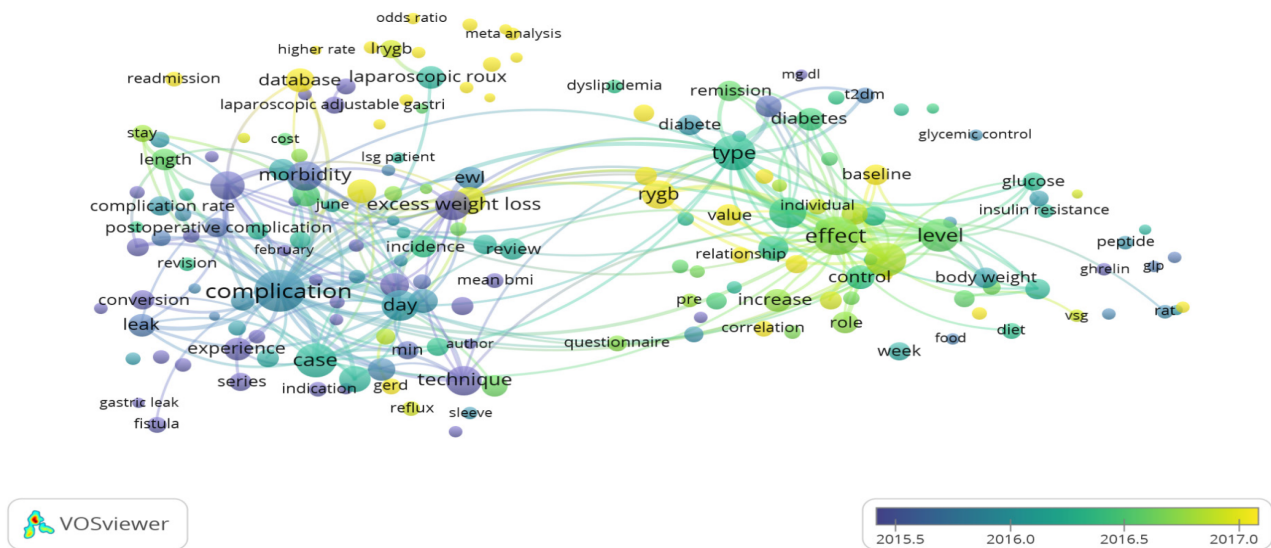 odds ratio
meta analysis
higher rate
lrygb
readmission
database
laparoscopic roux
mg dl
dyslipidemia
remission
t2dm
laparoscopic adjustable gastri
diabete
diabetes
stay
cost
glycemic control
length
lsg patient
type
morbidity
ewl
baseline
glucose
rygb
complication rate
june
excess weight loss
value
individual
insulin resistance
postoperative complication
effect
level
february
incidence
review
relationship
peptide
revision
mean bmi
control
body weight
ghrelin
glp
complication
conversion
day
pre
increase
rat
leak
correlation
role
vsg
diet
experience
min
author
questionnaire
food
case
week
series
indication
gerd
technique
gastric leak
reflux
sleeve
fistula
VOSviewer
2015.5 2016.0 2016.5 2017.0